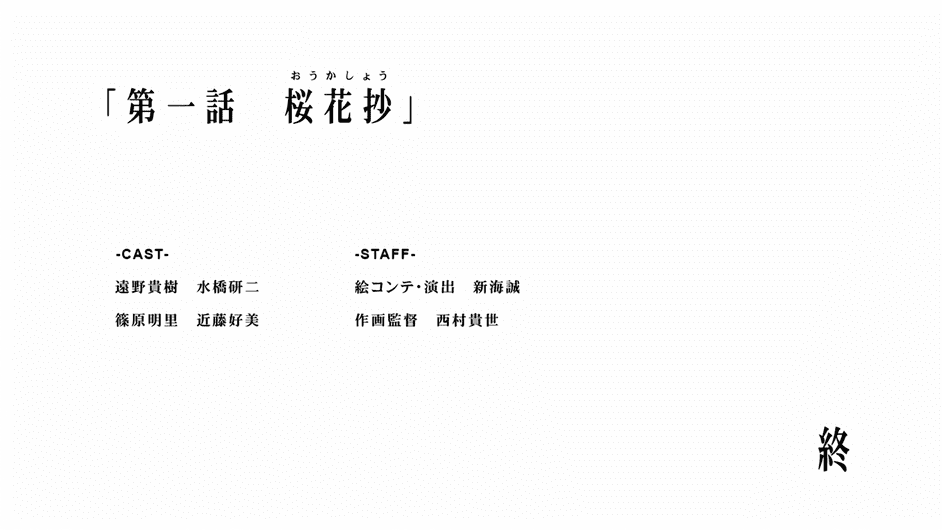 おうかしょう
「第一話　桜花抄」
-CAST-
遠野貴樹　水橋研二
篠原明里　近藤好美
-STAFF-
絵コンテ・演出　新海誠
作画監督　西村貴世
終